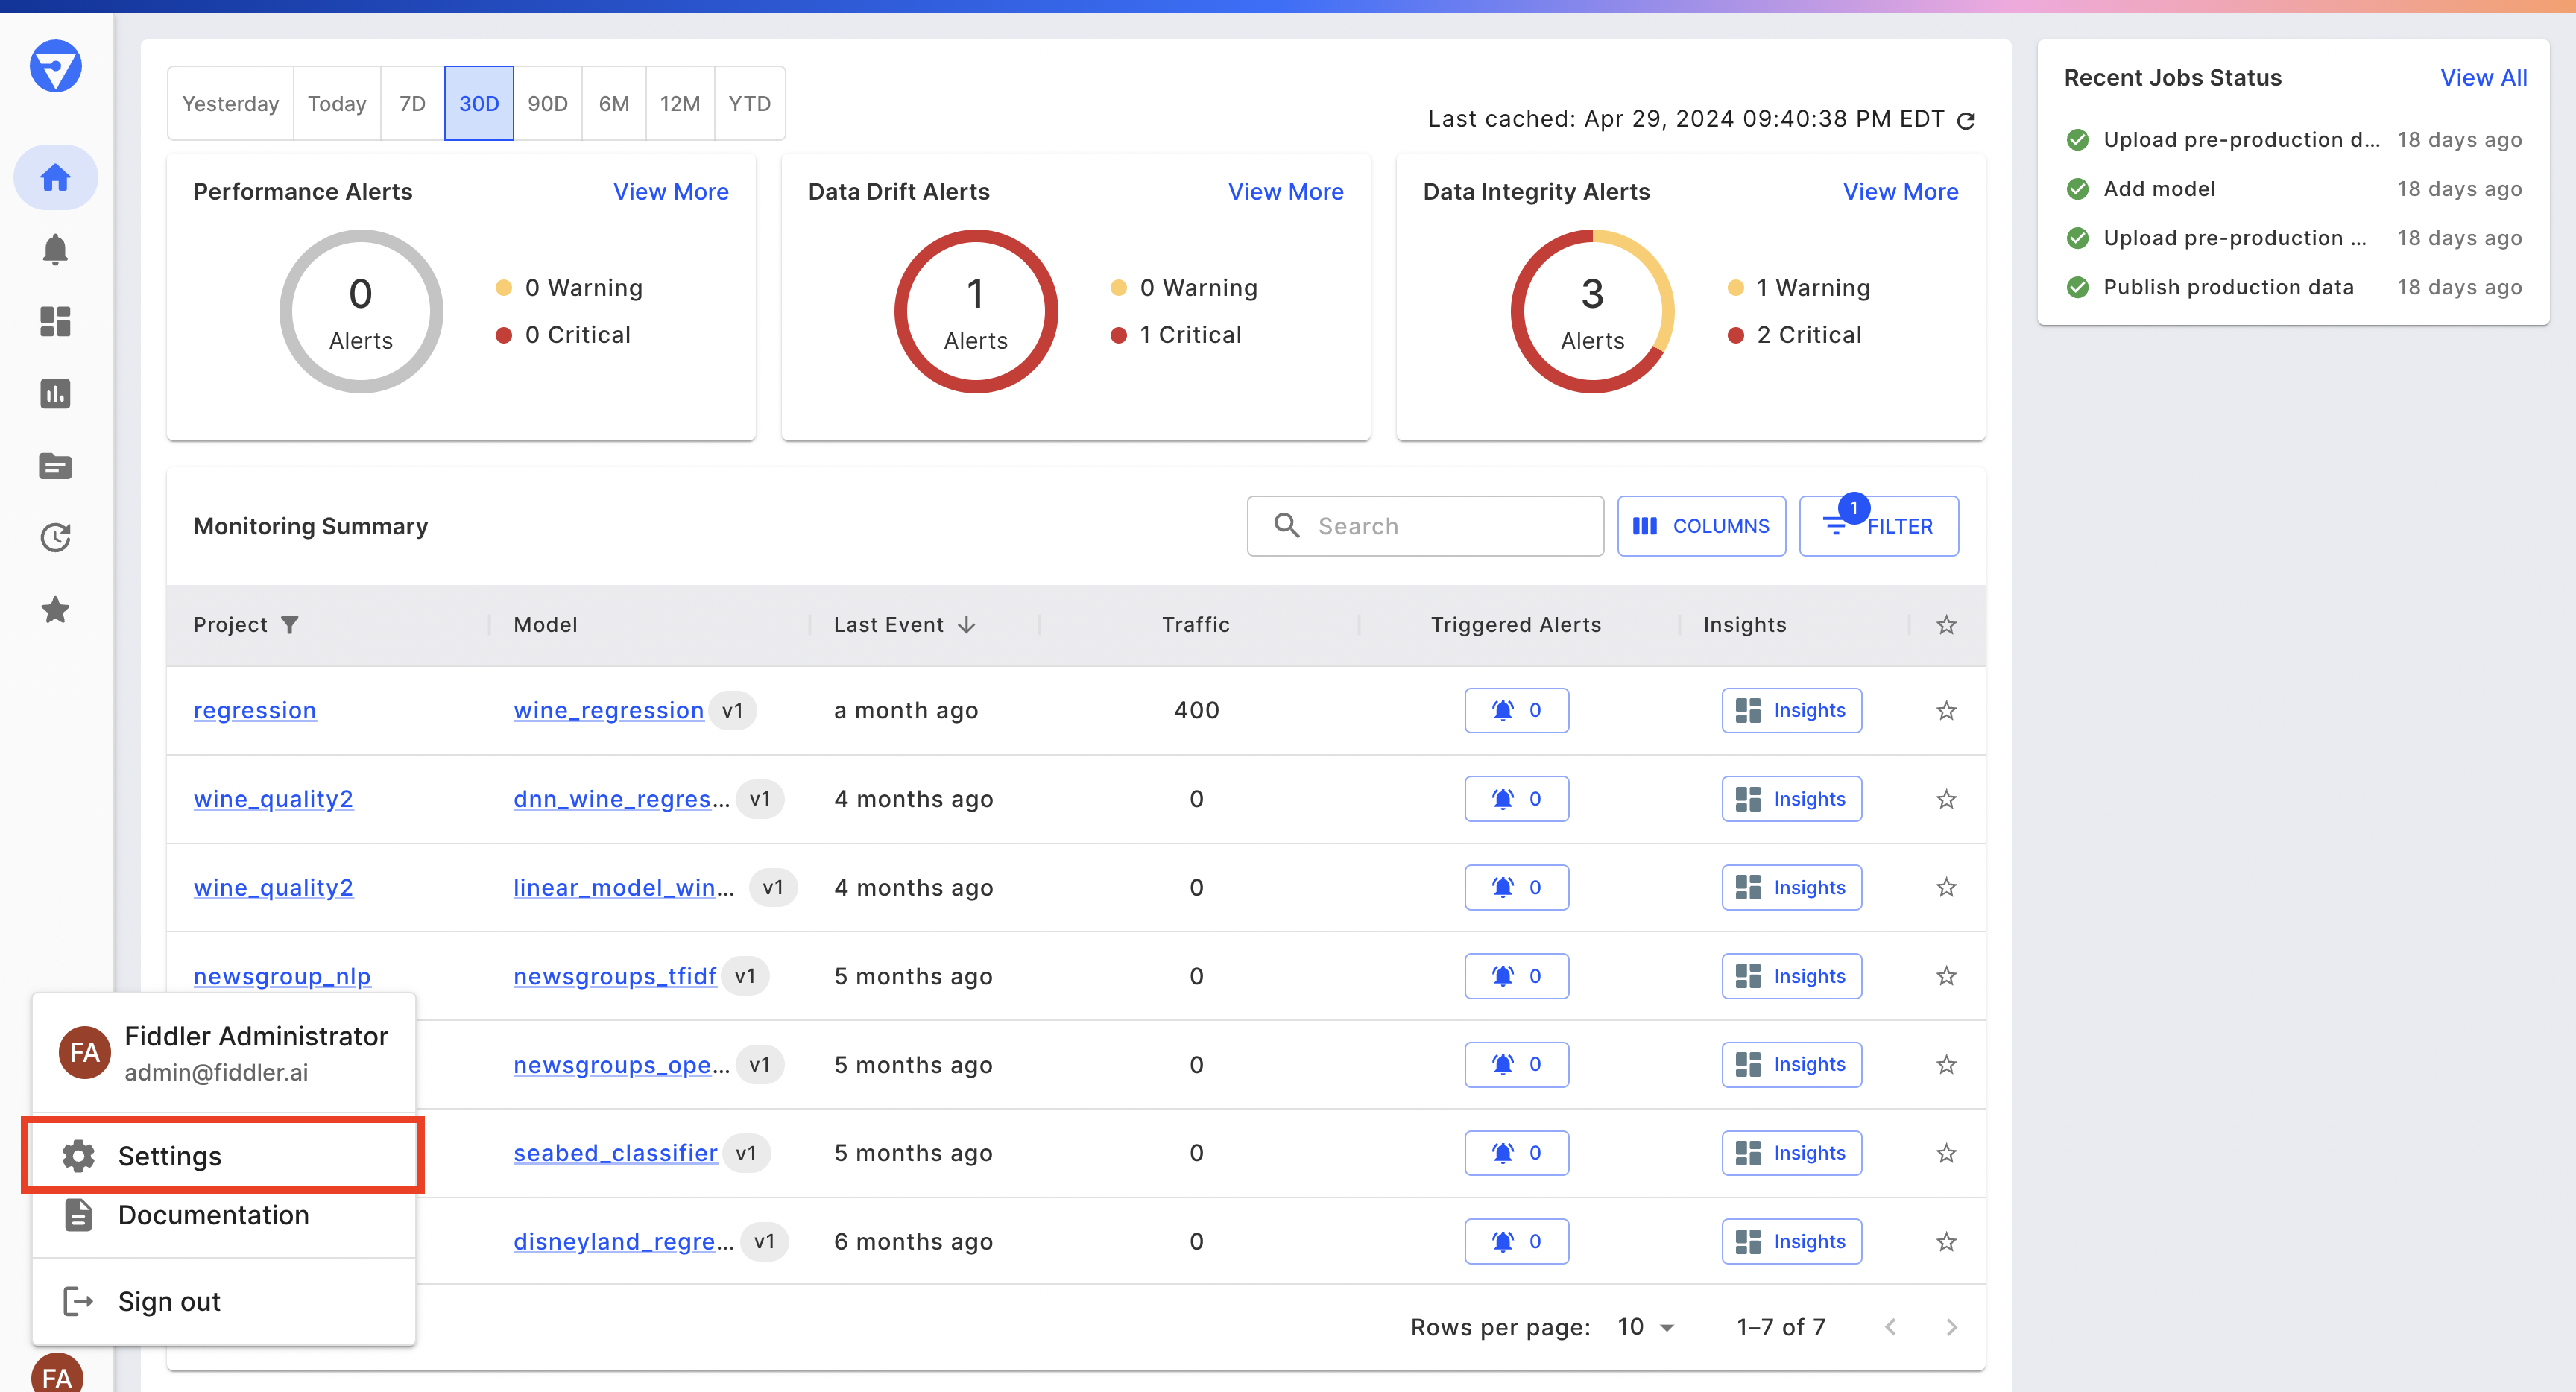 Yesterday Today 7D 30D 90D 6M 12M YTD
Last cached: Apr 29, 2024 09:40:38 PM EDT
Performance Alerts View More
0
Alerts
0 Warning
0 Critical
Data Drift Alerts View More
1
Alerts
0 Warning
1 Critical
Data Integrity Alerts View More
3
Alerts
1 Warning
2 Critical
Recent Jobs Status View All
Upload pre-production d... 18 days ago
Add model 18 days ago
Upload pre-production ... 18 days ago
Publish production data 18 days ago
Monitoring Summary Search COLUMNS 1 FILTER
Project Model Last Event Traffic Triggered Alerts Insights
regression wine_regression v1 a month ago 400 0 Insights
wine_quality2 dnn_wine_regres... v1 4 months ago 0 0 Insights
wine_quality2 linear_model_win... v1 4 months ago 0 0 Insights
newsgroup_nlp newsgroups_tfidf v1 5 months ago 0 0 Insights
newsgroups_ope... v1 5 months ago 0 0 Insights
seabed_classifier v1 5 months ago 0 0 Insights
disneyland_regre... v1 6 months ago 0 0 Insights
Rows per page: 10 1–7 of 7
FA Fiddler Administrator
admin@fiddler.ai
Settings
Documentation
Sign out
FA